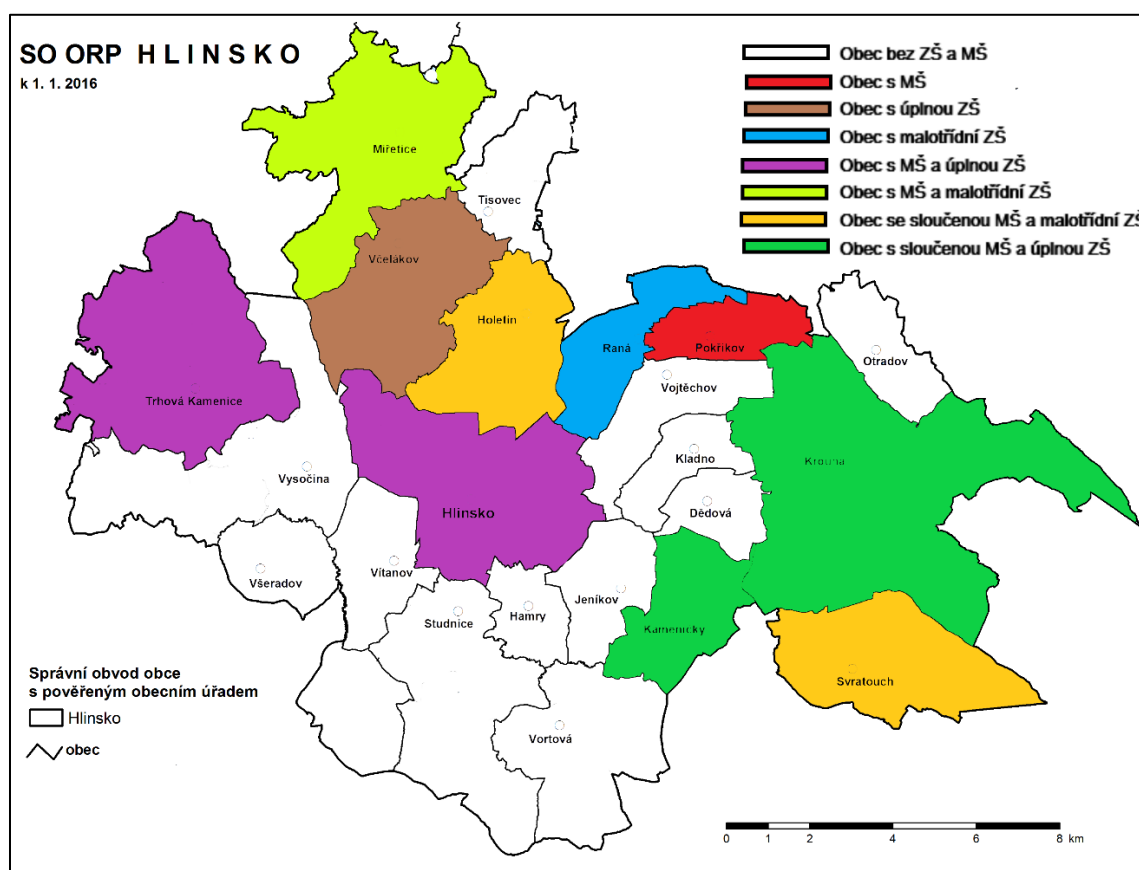 SO ORP H L I N S K O
k 1. 1. 2016
Obec bez ZŠ a MŠ
Obec s MŠ
Obec s úplnou ZŠ
Obec s malotřídní ZŠ
Obec s MŠ a úplnou ZŠ
Obec s MŠ a malotřídní ZŠ
Obec se sloučenou MŠ a malotřídní ZŠ
Obec s sloučenou MŠ a úplnou ZŠ
Miřetice
Tisovec
Včelákov
Holetín
Raná
Pokřikov
Otradov
Vojtěchov
Trhová Kamenice
Kladno
Krouna
Vysočina
Dědová
Hlinsko
Vítanov
Všeradov
Jeníkov
Hamry
Studnice
Kameničky
Svratouch
Vortová
Správní obvod obce
s pověřeným obecním úřadem
Hlinsko
obec
0 1 2 4 6 8 km